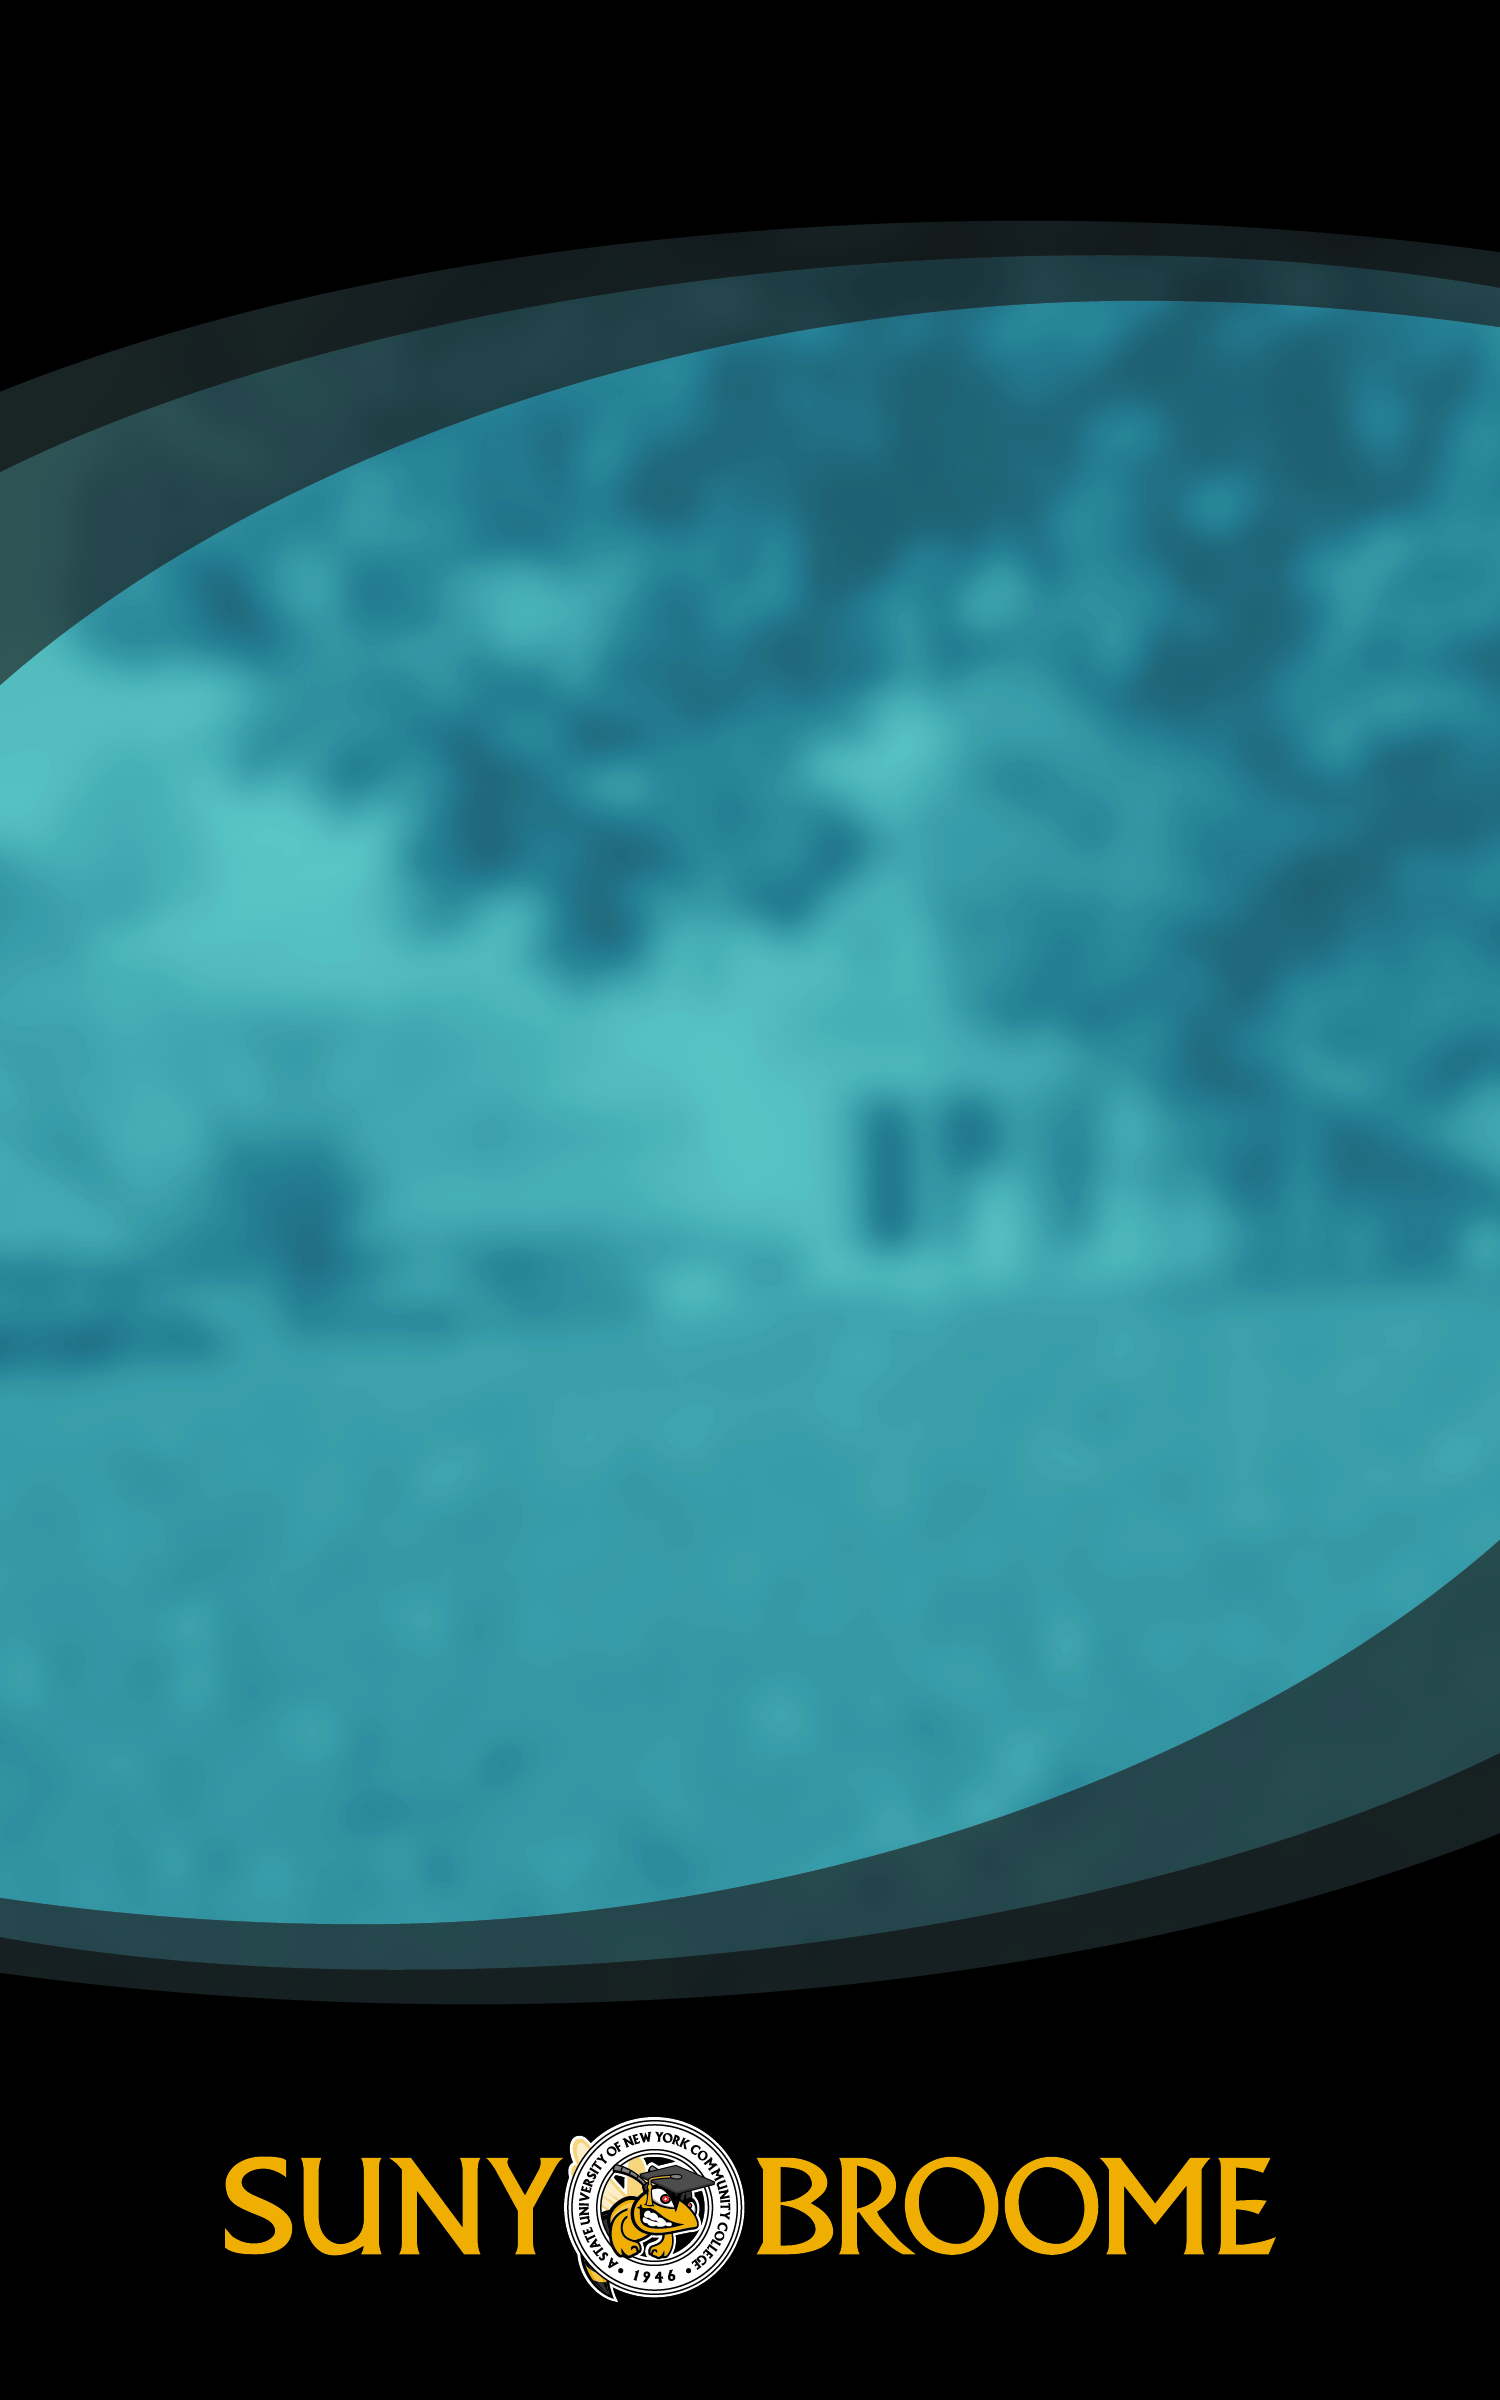 SUNY BROOME
A STATE UNIVERSITY OF NEW YORK COMMUNITY COLLEGE
• 1946 •